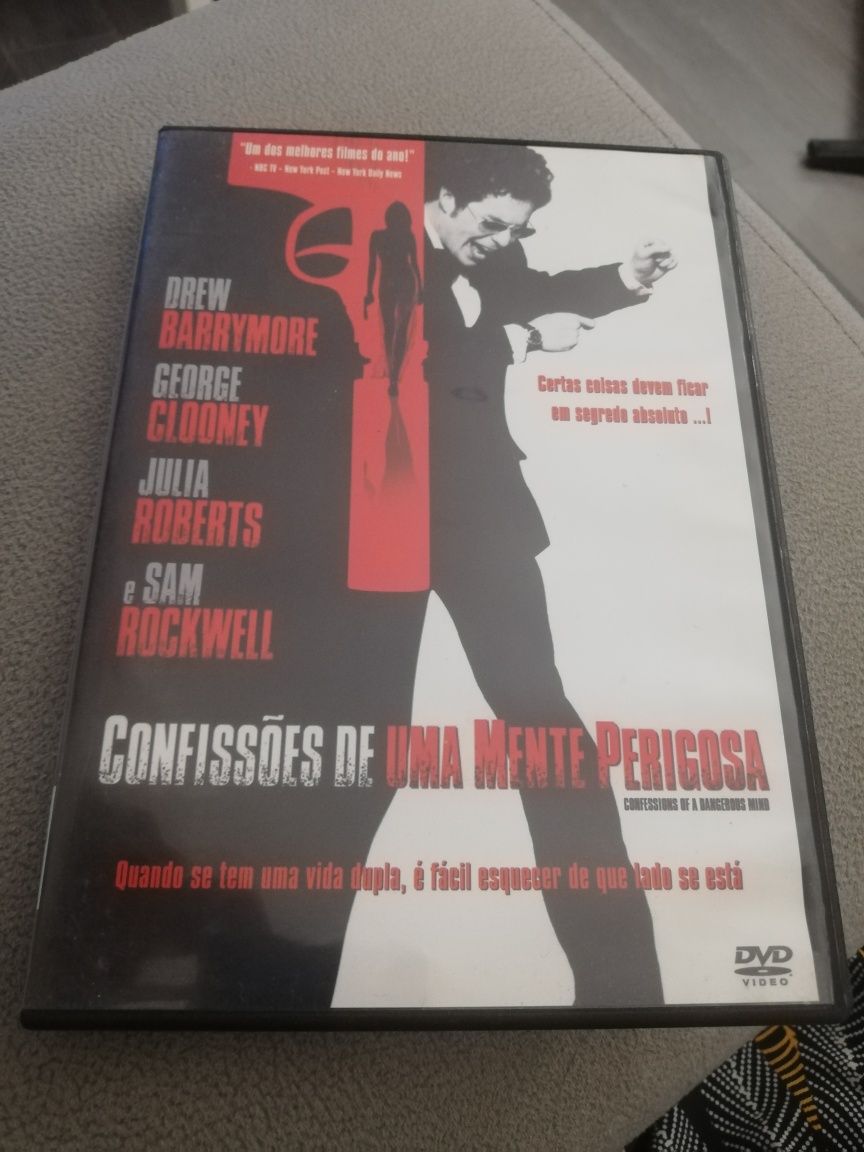 "Um dos melhores filmes do ano!"
- NBC TV - New York Post - New York Daily News
DREW
BARRYMORE
GEORGE
CLOONEY
JULIA
ROBERTS
e SAM
ROCKWELL
Certas coisas devem ficar
em segredo absoluto ...!
CONFISSÕES DE UMA MENTE PERIGOSA
CONFESSIONS OF A DANGEROUS MIND
Quando se tem uma vida dupla, é fácil esquecer de que lado se está
DVD
VIDEO